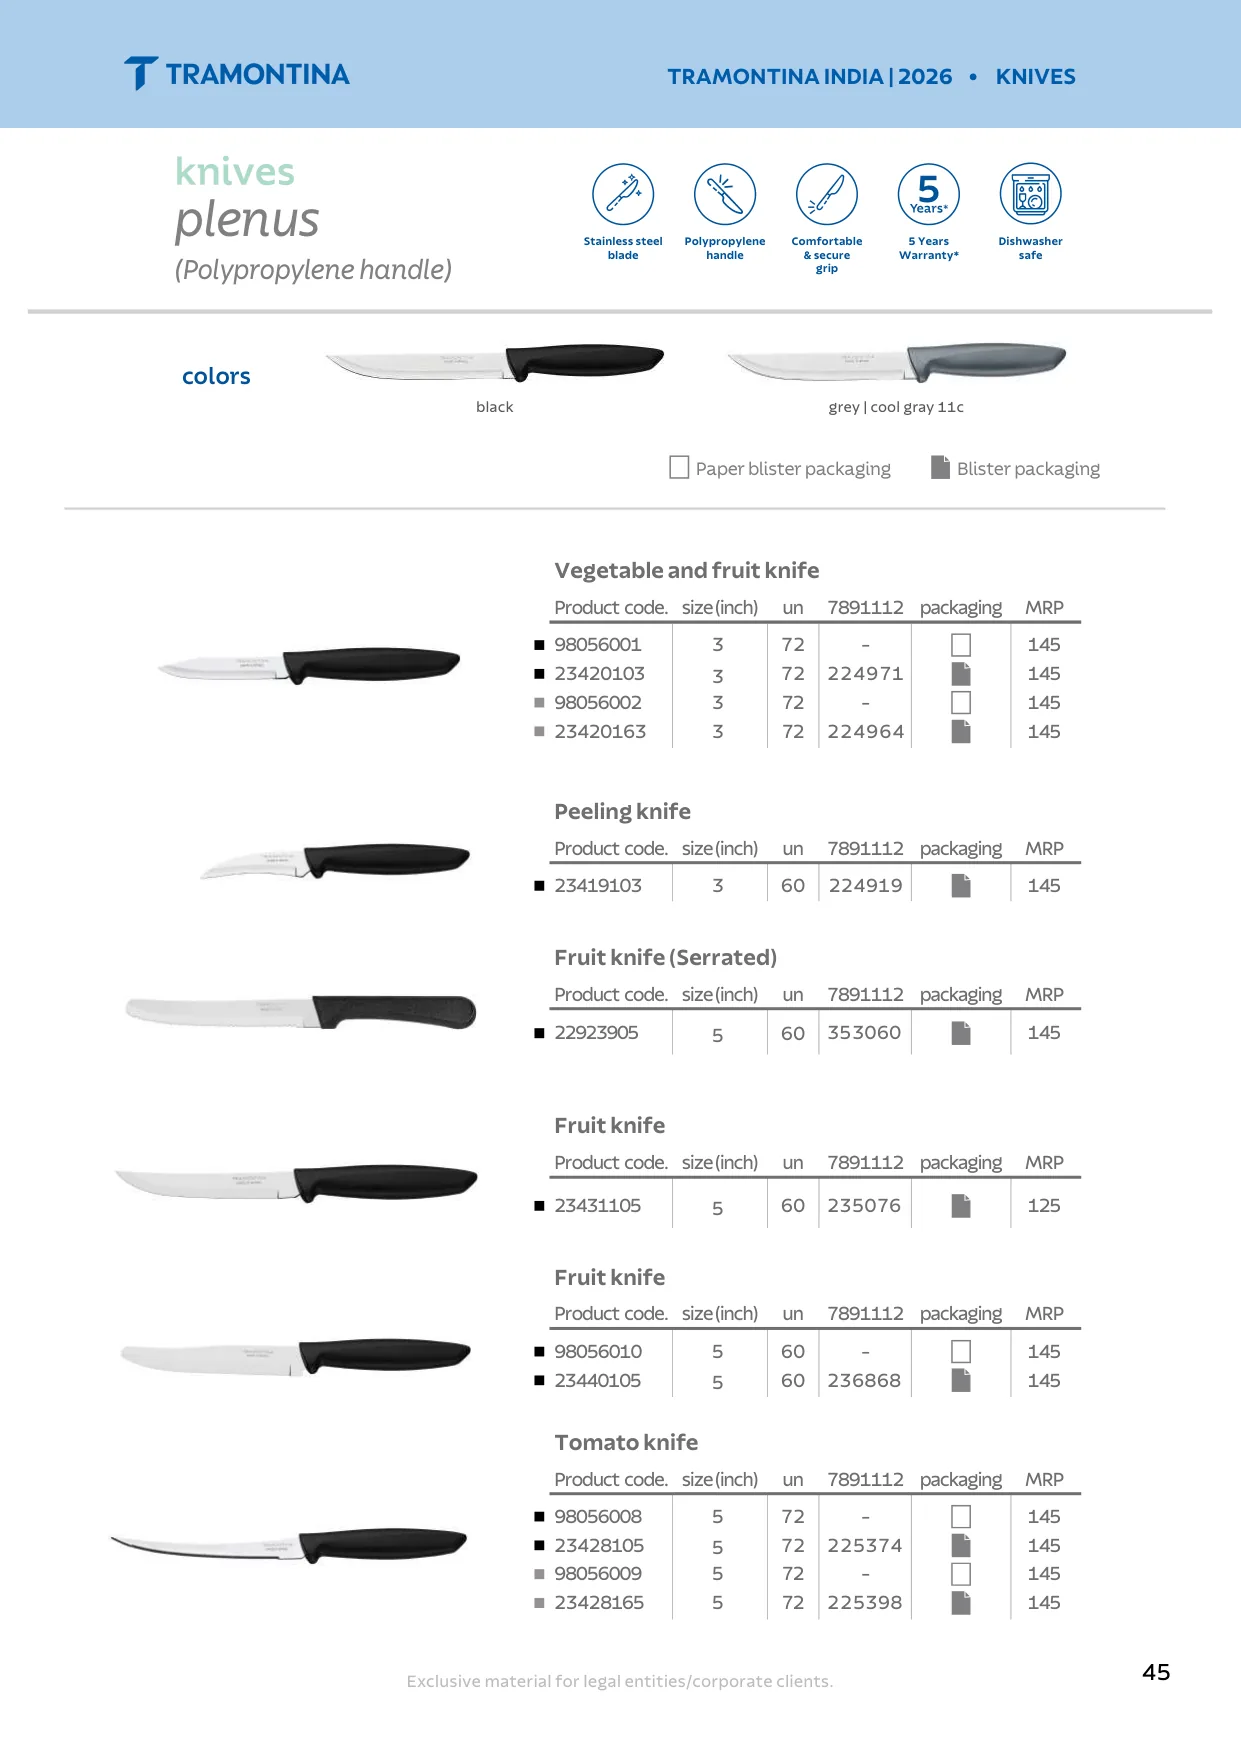 TRAMONTINA
TRAMONTINA INDIA | 2026 • KNIVES
knives
plenus
(Polypropylene handle)
Stainless steel blade
Polypropylene handle
Comfortable & secure grip
5 Years*
5 Years Warranty*
Dishwasher safe
colors
black
grey | cool gray 11c
Paper blister packaging
Blister packaging
Vegetable and fruit knife
Product code. size (inch) un 7891112 packaging MRP
98056001 3 72 - 145
23420103 3 72 224971 145
98056002 3 72 - 145
23420163 3 72 224964 145
Peeling knife
Product code. size (inch) un 7891112 packaging MRP
23419103 3 60 224919 145
Fruit knife (Serrated)
Product code. size (inch) un 7891112 packaging MRP
22923905 5 60 353060 145
Fruit knife
Product code. size (inch) un 7891112 packaging MRP
23431105 5 60 235076 125
Fruit knife
Product code. size (inch) un 7891112 packaging MRP
98056010 5 60 - 145
23440105 5 60 236868 145
Tomato knife
Product code. size (inch) un 7891112 packaging MRP
98056008 5 72 - 145
23428105 5 72 225374 145
98056009 5 72 - 145
23428165 5 72 225398 145
Exclusive material for legal entities/corporate clients.
45